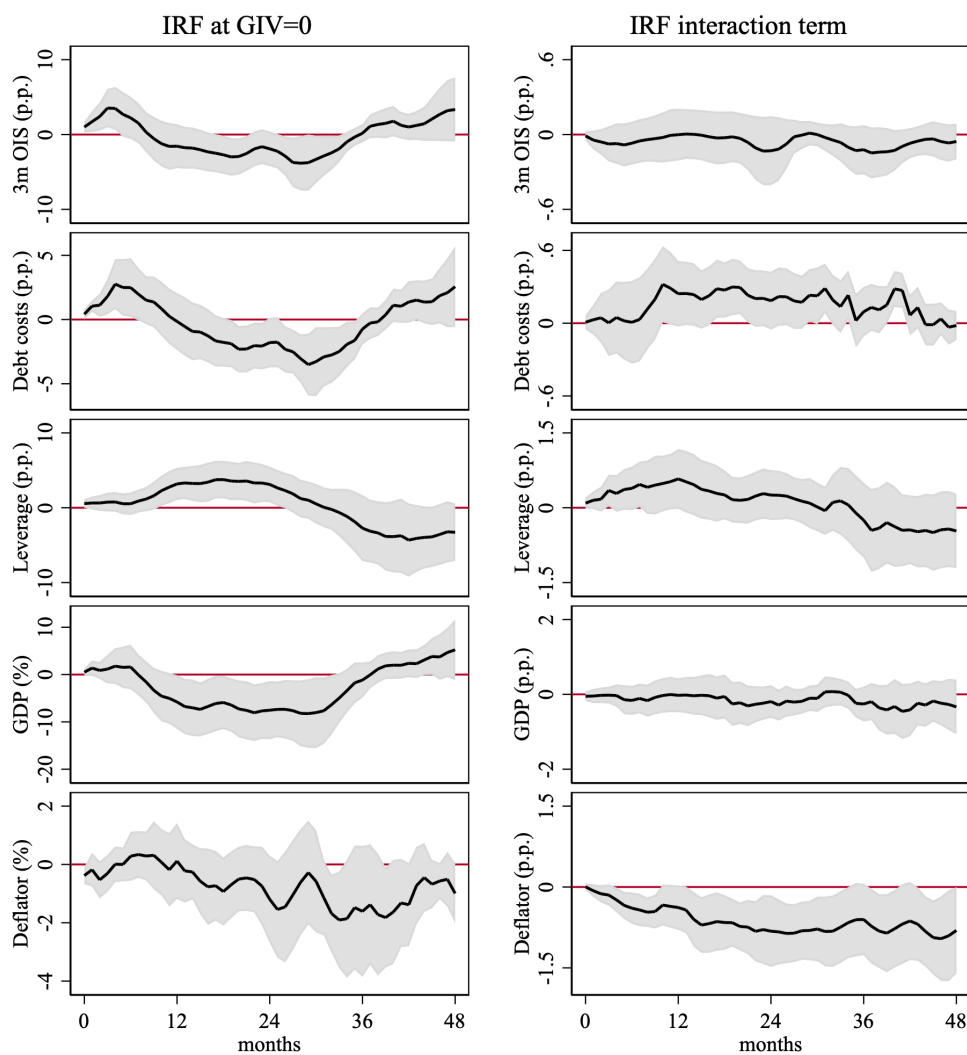 IRF at GIV=0
IRF interaction term
3m OIS (p.p.)
10
0
-10
3m OIS (p.p.)
.6
0
-.6
Debt costs (p.p.)
5
0
-5
Debt costs (p.p.)
.6
0
-.6
Leverage (p.p.)
10
0
-10
Leverage (p.p.)
1.5
0
-1.5
GDP (%)
10
0
-10
-20
GDP (p.p.)
2
0
-2
Deflator (%)
2
0
-2
-4
Deflator (p.p.)
1.5
0
-1.5
0 12 24 36 48
months
0 12 24 36 48
months